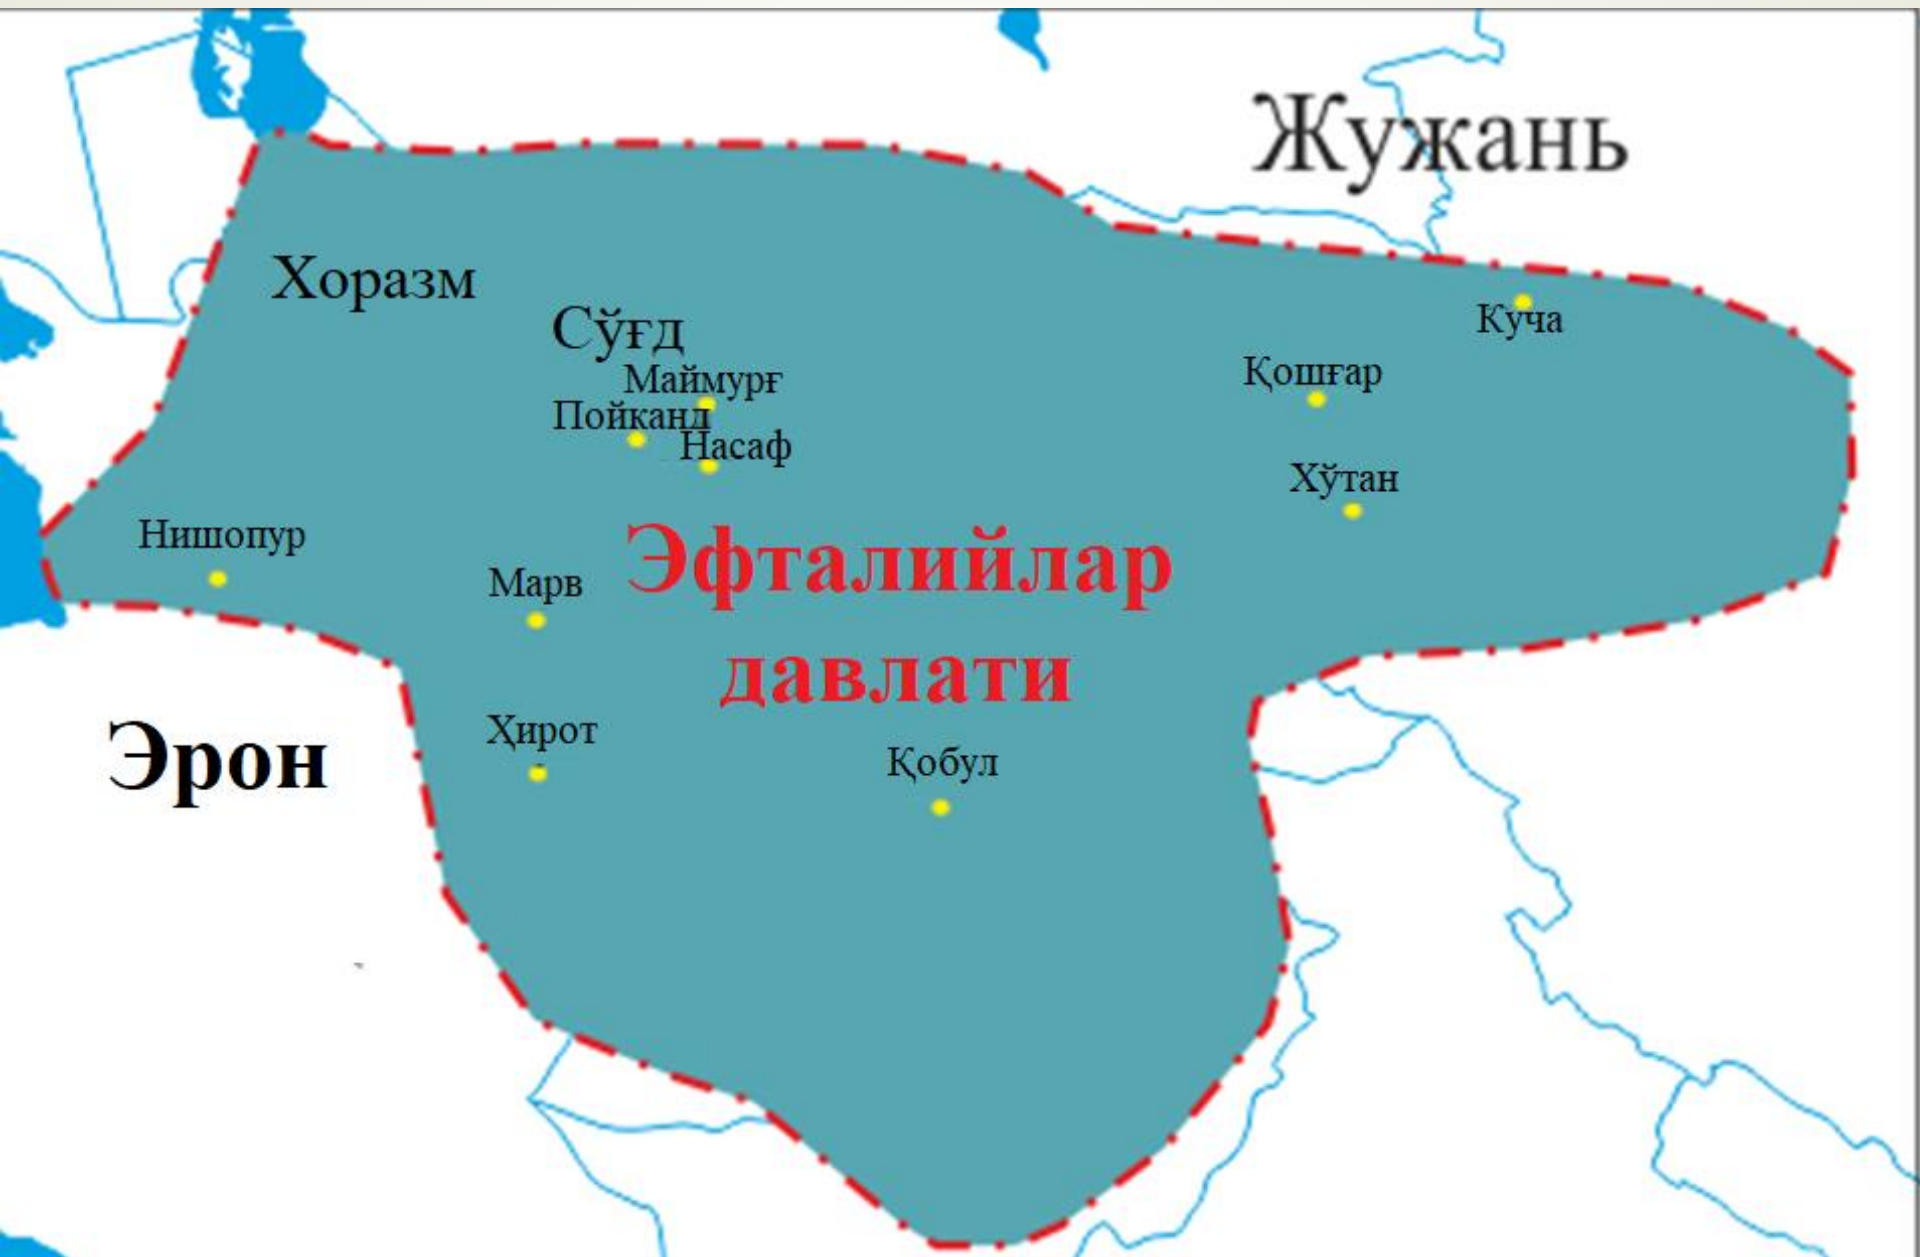 Жужань
Хоразм
Сўғд
Куча
Маймурғ
Қошғар
Пойканд
Насаф
Хўтан
Нишопур
Марв
Эфталийлар
давлати
Ҳирот
Эрон
Қобул